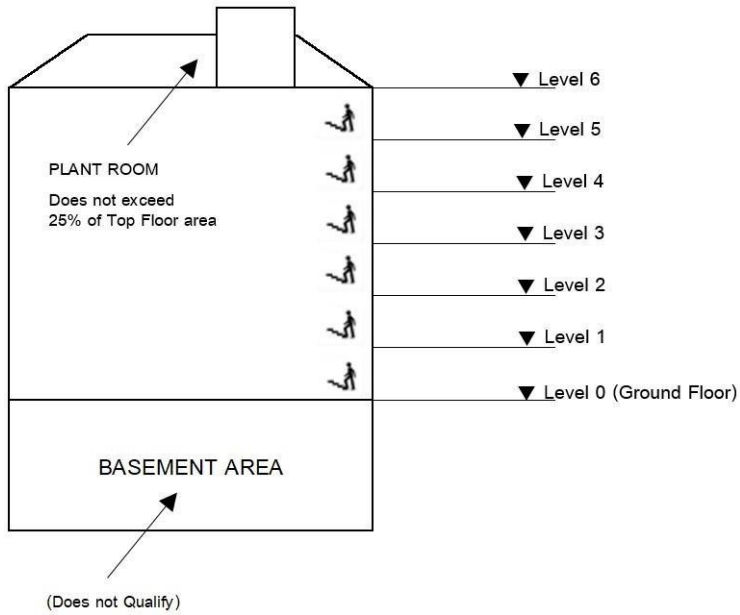 Level 6
Level 5
PLANT ROOM
Does not exceed
25% of Top Floor area
Level 4
Level 3
Level 2
Level 1
Level 0 (Ground Floor)
BASEMENT AREA
(Does not Qualify)